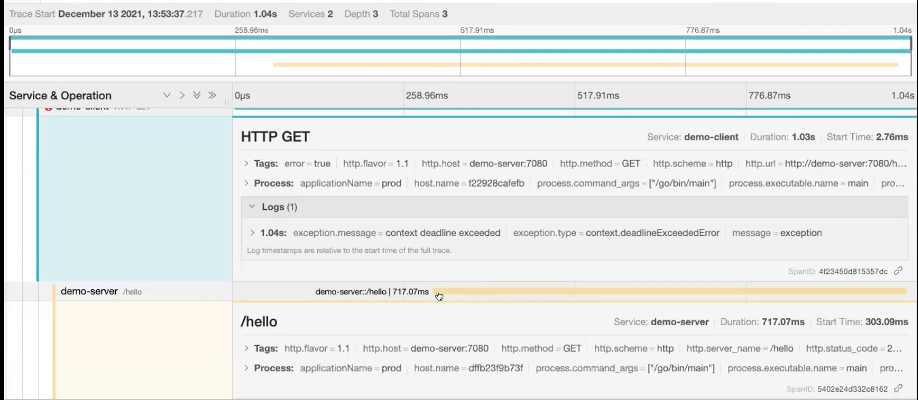 Trace Start December 13 2021, 13:53:37.217 Duration 1.04s Services 2 Depth 3 Total Spans 3
0μs 258.96ms 517.91ms 776.87ms 1.04s
Service & Operation 0μs 258.96ms 517.91ms 776.87ms 1.04s
demo-client HTTP GET
HTTP GET Service: demo-client Duration: 1.03s Start Time: 2.76ms
Tags: error = true http.flavor = 1.1 http.host = demo-server:7080 http.method = GET http.scheme = http http.url = http://demo-server:7080/h...
Process: applicationName = prod host.name = f22928cafefb process.command_args = ["/go/bin/main"] process.executable.name = main pro...
Logs (1)
1.04s: exception.message = context deadline exceeded exception.type = context.deadlineExceededError message = exception
Log timestamps are relative to the start time of the full trace.
SpanID: 4f23450d815357dc
demo-server /hello demo-server::/hello | 717.07ms
/hello Service: demo-server Duration: 717.07ms Start Time: 303.09ms
Tags: http.flavor = 1.1 http.host = demo-server:7080 http.method = GET http.scheme = http http.server_name = /hello http.status_code = 2...
Process: applicationName = prod host.name = dffb23f9b73f process.command_args = ["/go/bin/main"] process.executable.name = main pro...
SpanID: 5402e24d332c8162